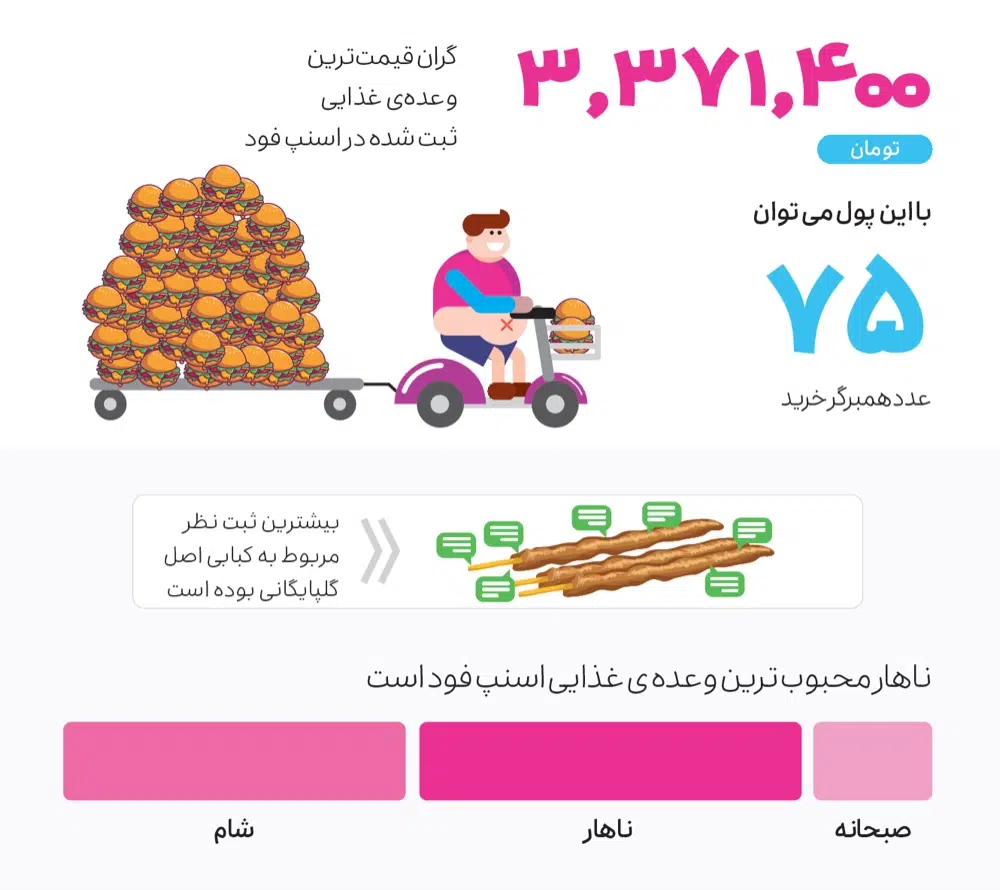 ۳,۳۷۱,۴۰۰
تومان
گران قیمت‌ترین
وعده‌ی غذایی
ثبت شده در اسنپ فود
با این پول می توان
۷۵
عدد همبرگر خرید
بیشترین ثبت نظر
مربوط به کبابی اصل
گلپایگانی بوده است
ناهار محبوب ترین وعده ی غذایی اسنپ فود است
صبحانه
ناهار
شام